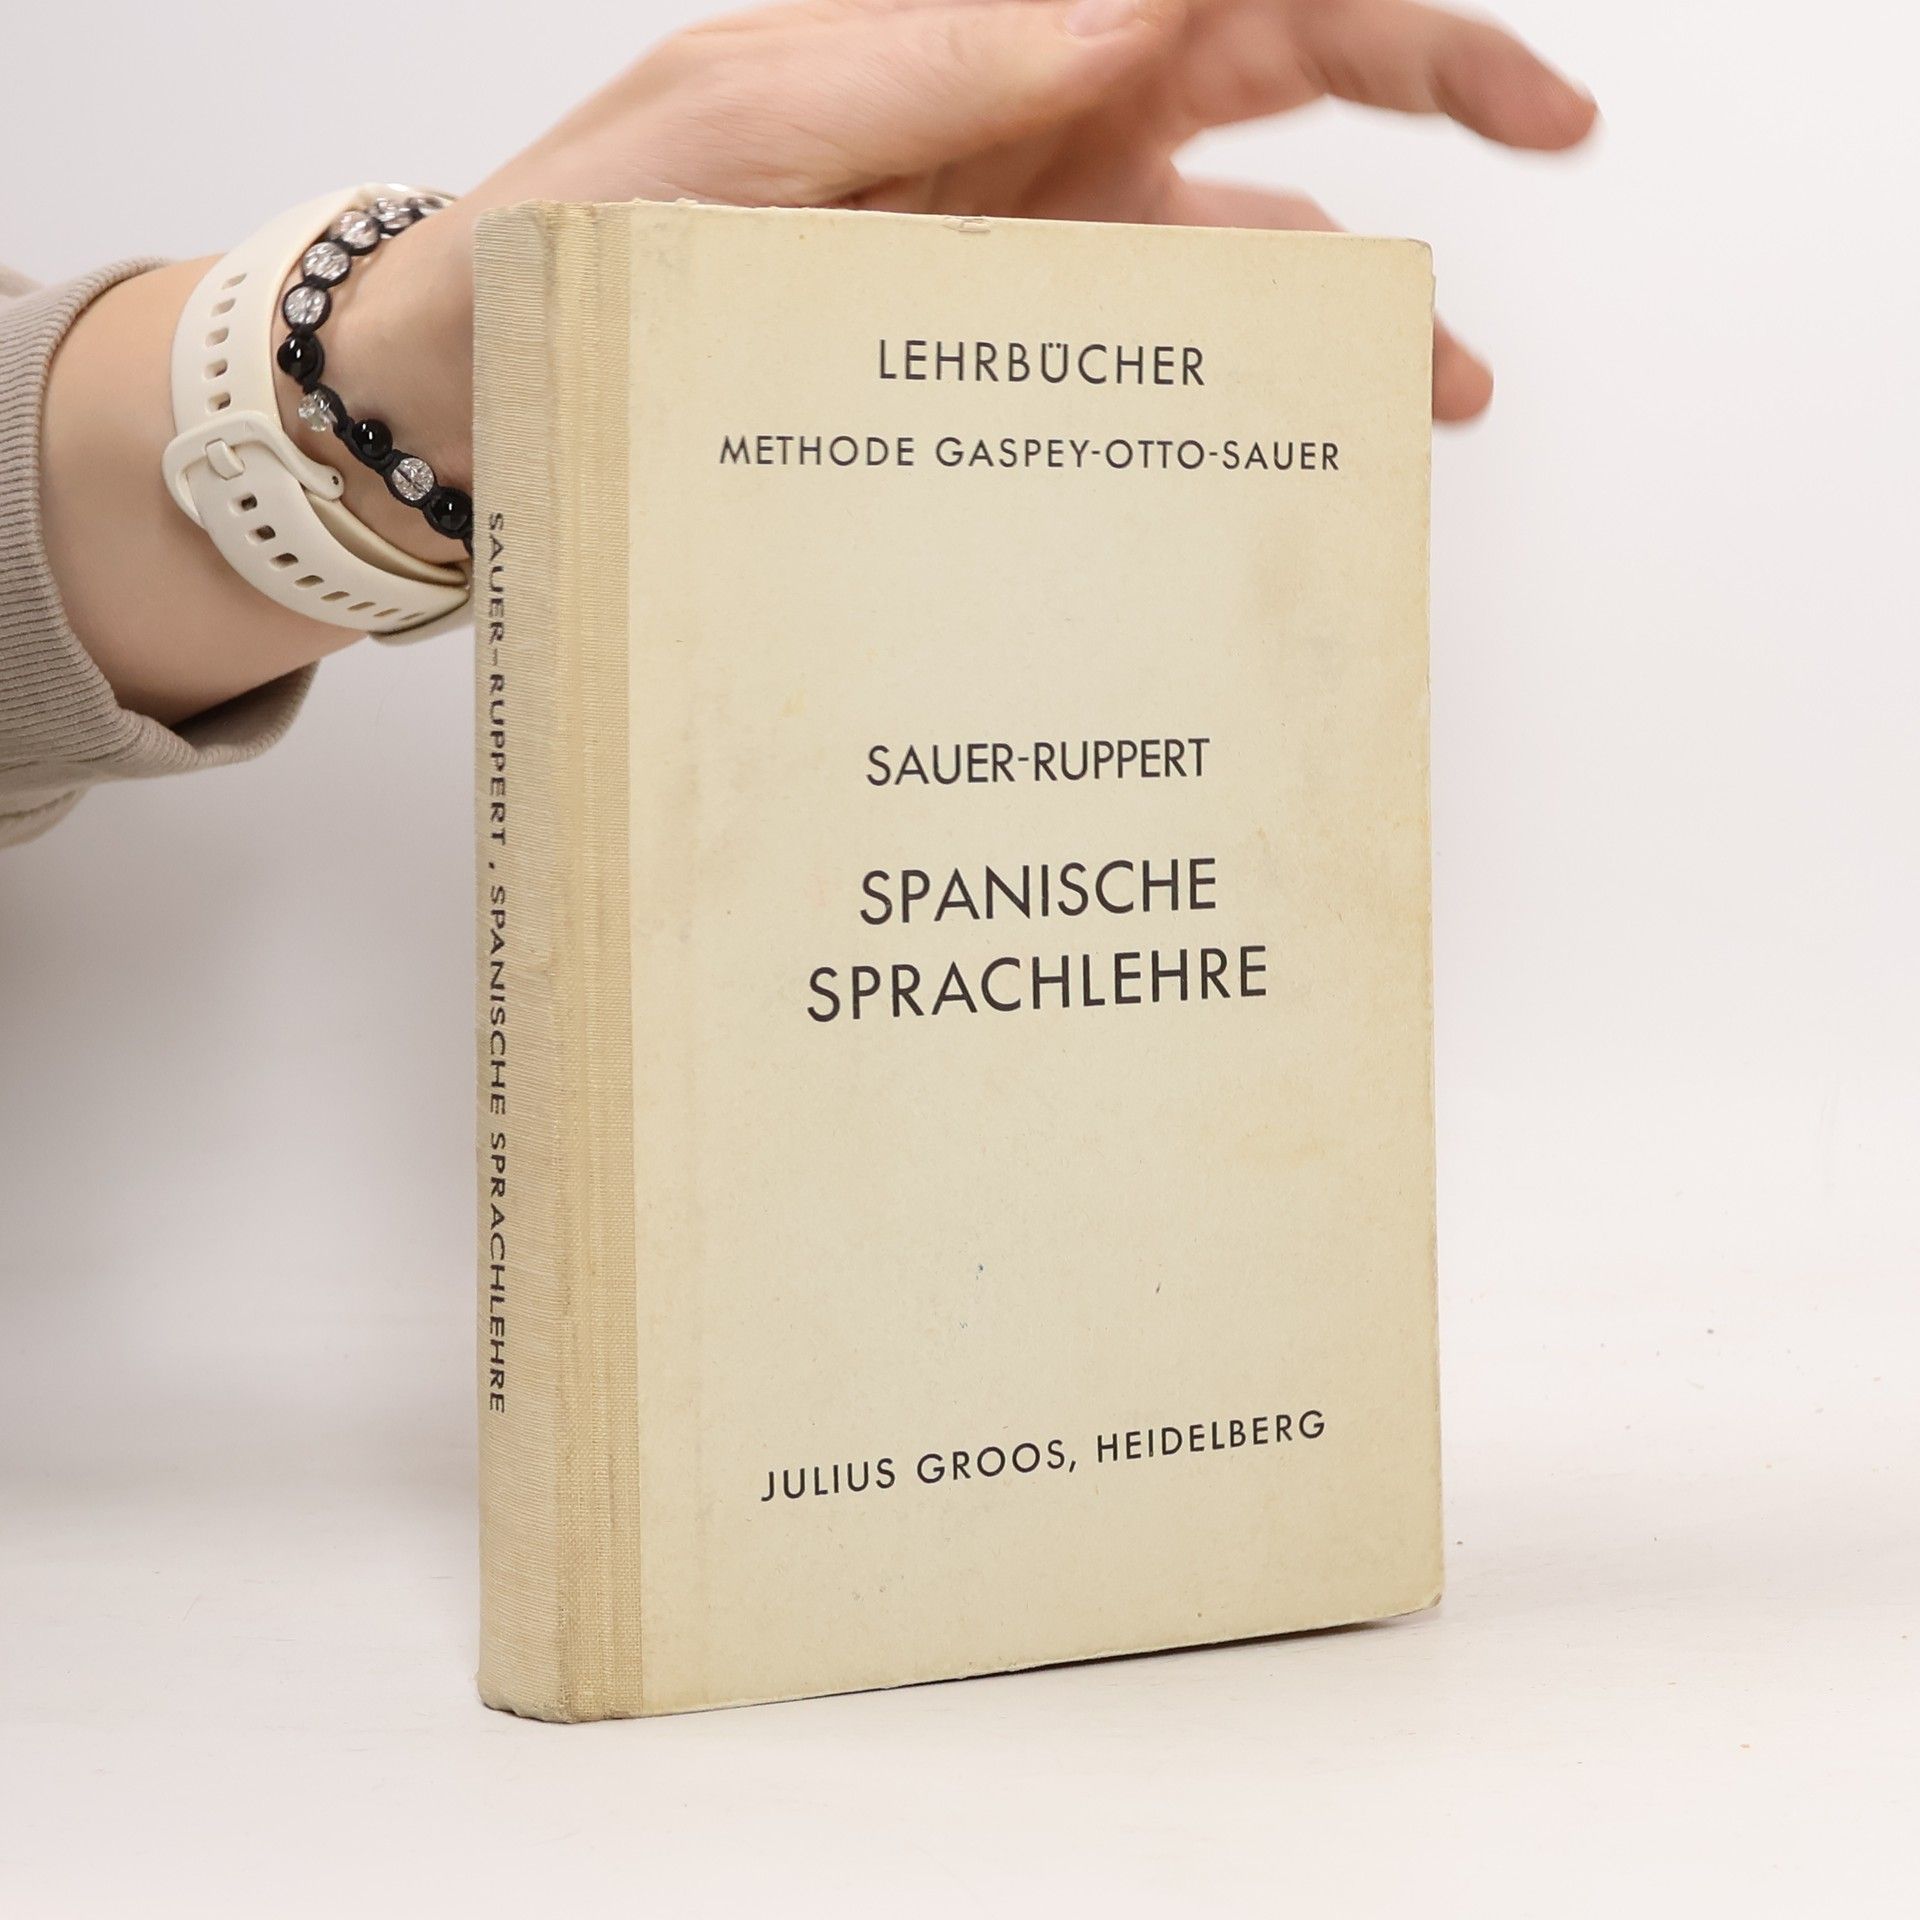 LEHRBÜCHER
METHODE GASPEY-OTTO-SAUER
SAUER-RUPPERT
SPANISCHE
SPRACHLEHRE
JULIUS GROOS, HEIDELBERG
SAUER-RUPPERT, SPANISCHE SPRACHLEHRE